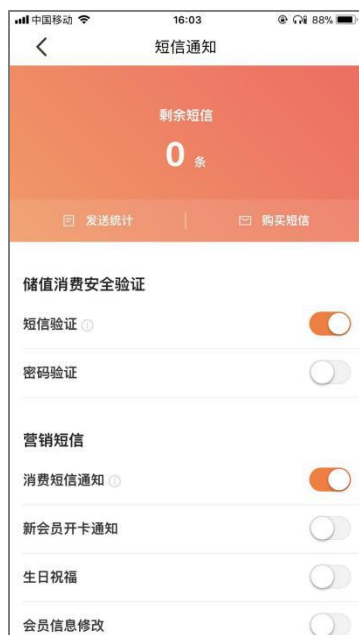 中国移动 16:03 88%
短信通知
剩余短信
0 条
发送统计 购买短信
储值消费安全验证
短信验证
密码验证
营销短信
消费短信通知
新会员开卡通知
生日祝福
会员信息修改